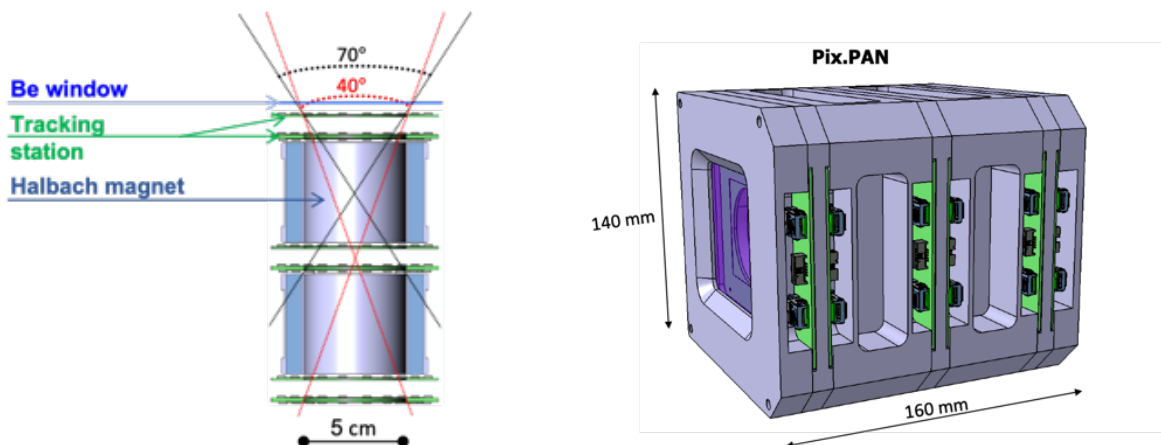 70°
40°
Be window
Tracking
station
Halbach magnet
5 cm
Pix.PAN
140 mm
160 mm